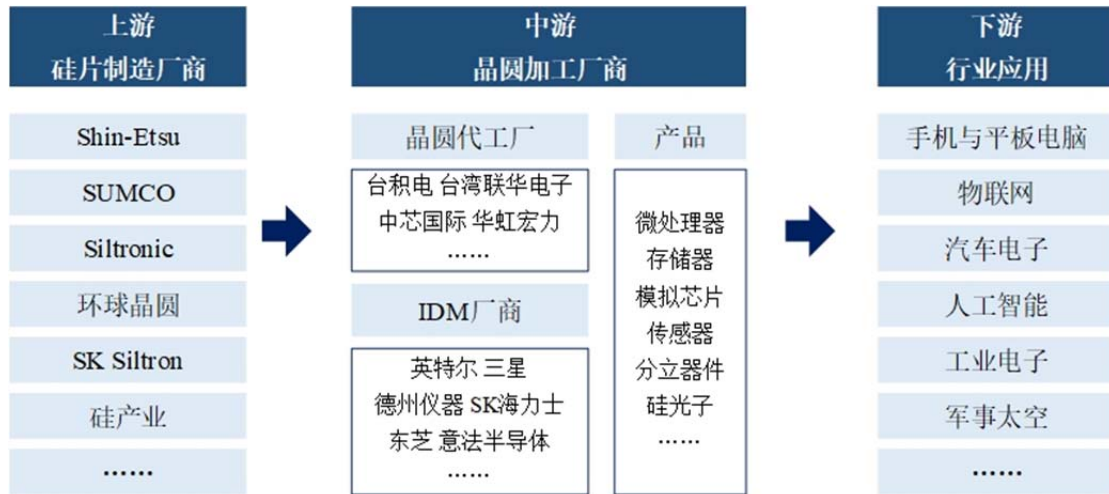 上游
硅片制造厂商
Shin-Etsu
SUMCO
Siltronic
环球晶圆
SK Siltron
硅产业
……
中游
晶圆加工厂商
晶圆代工厂
台积电 台湾联华电子
中芯国际 华虹宏力
……
IDM厂商
英特尔 三星
德州仪器 SK海力士
东芝 意法半导体
……
产品
微处理器
存储器
模拟芯片
传感器
分立器件
硅光子
……
下游
行业应用
手机与平板电脑
物联网
汽车电子
人工智能
工业电子
军事太空
……